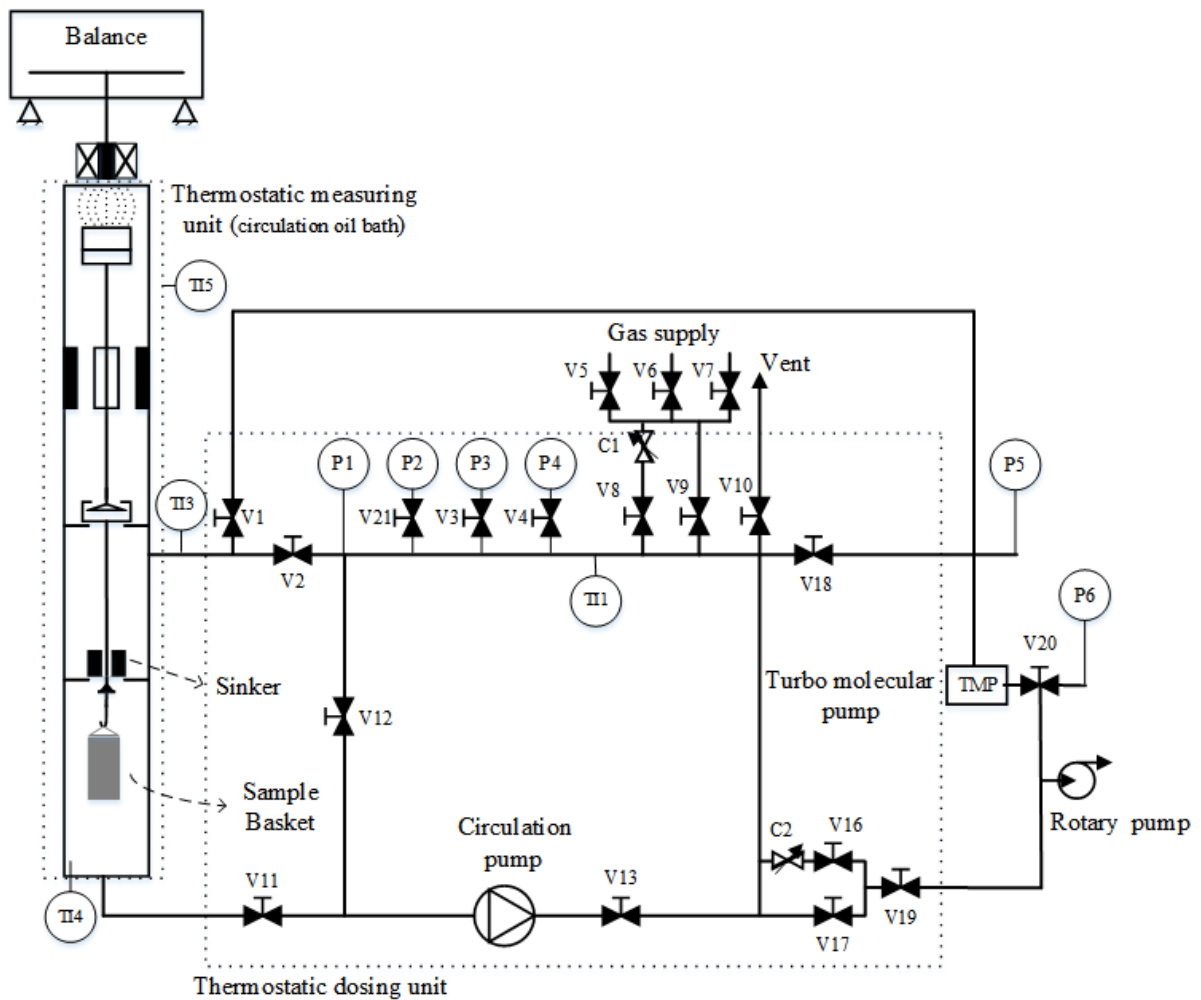 Balance
Thermostatic measuring
unit (circulation oil bath)
TI5
Gas supply
Vent
V5
V6
V7
C1
P1
P2
P3
P4
P5
TI3
V1
V21
V3
V4
V8
V9
V10
V2
TI1
V18
P6
V20
Sinker
Turbo molecular
pump
TMP
V12
Sample
Basket
Circulation
pump
C2
V16
Rotary pump
V11
V13
V19
TI4
V17
Thermostatic dosing unit